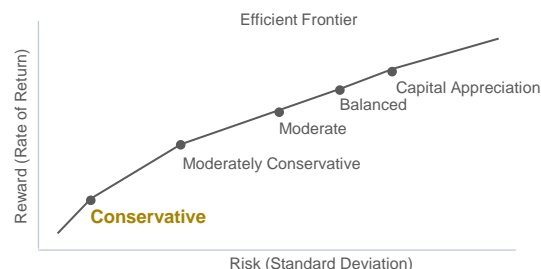 Efficient Frontier
Reward (Rate of Return)
Capital Appreciation
Balanced
Moderate
Moderately Conservative
Conservative
Risk (Standard Deviation)